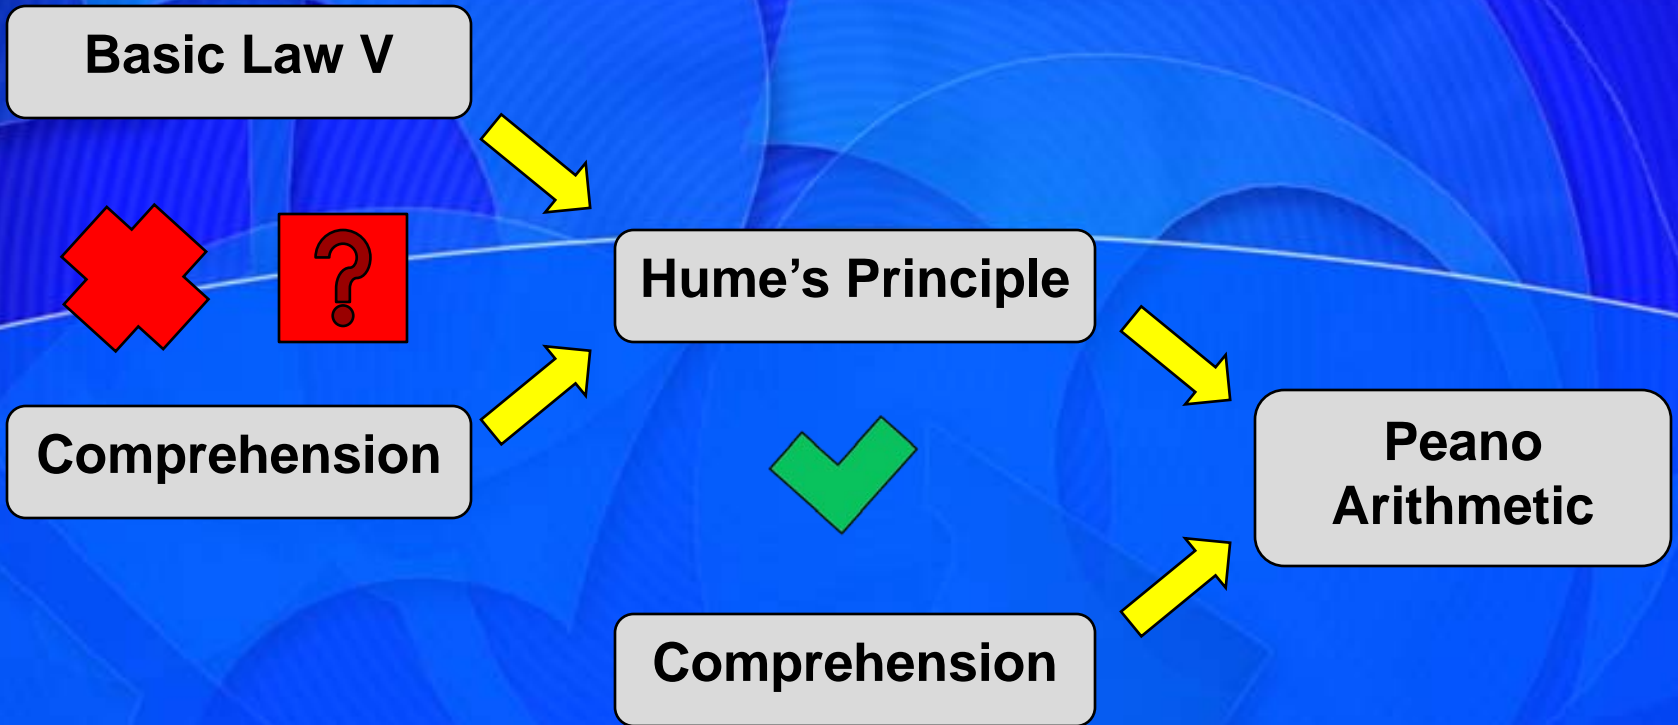 Basic Law V
?
Hume’s Principle
Comprehension
Peano
Arithmetic
Comprehension